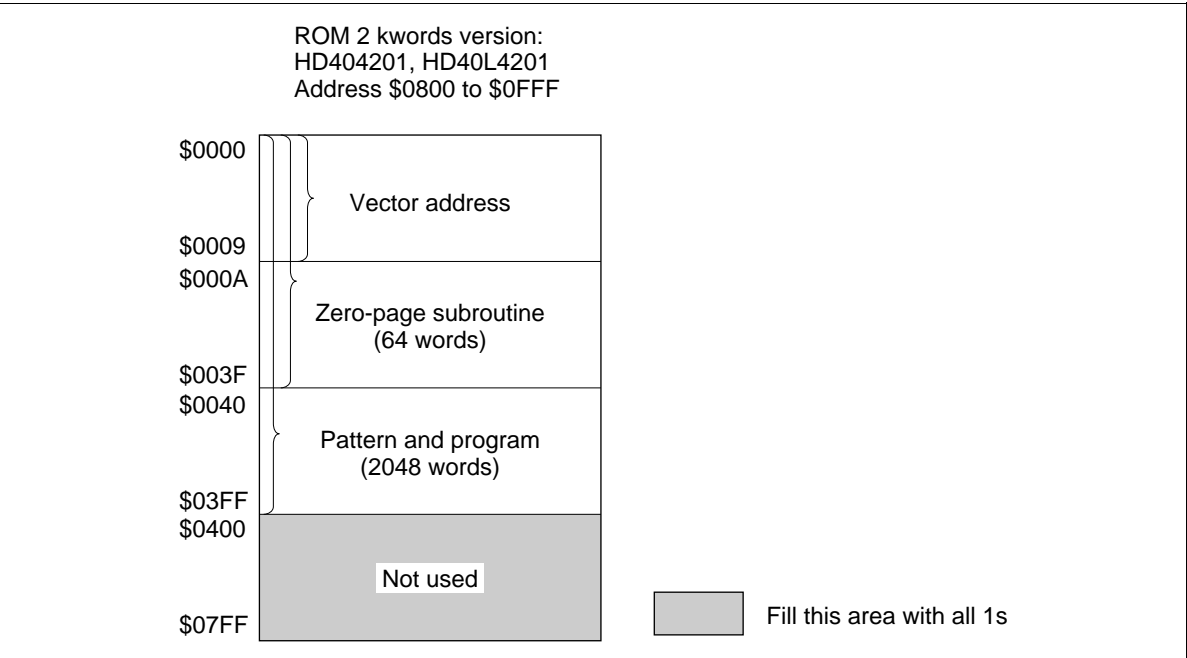 ROM 2 kwords version:
HD404201, HD40L4201
Address $0800 to $0FFF
$0000
Vector address
$0009
$000A
Zero-page subroutine
(64 words)
$003F
$0040
Pattern and program
(2048 words)
$03FF
$0400
Not used
$07FF
Fill this area with all 1s